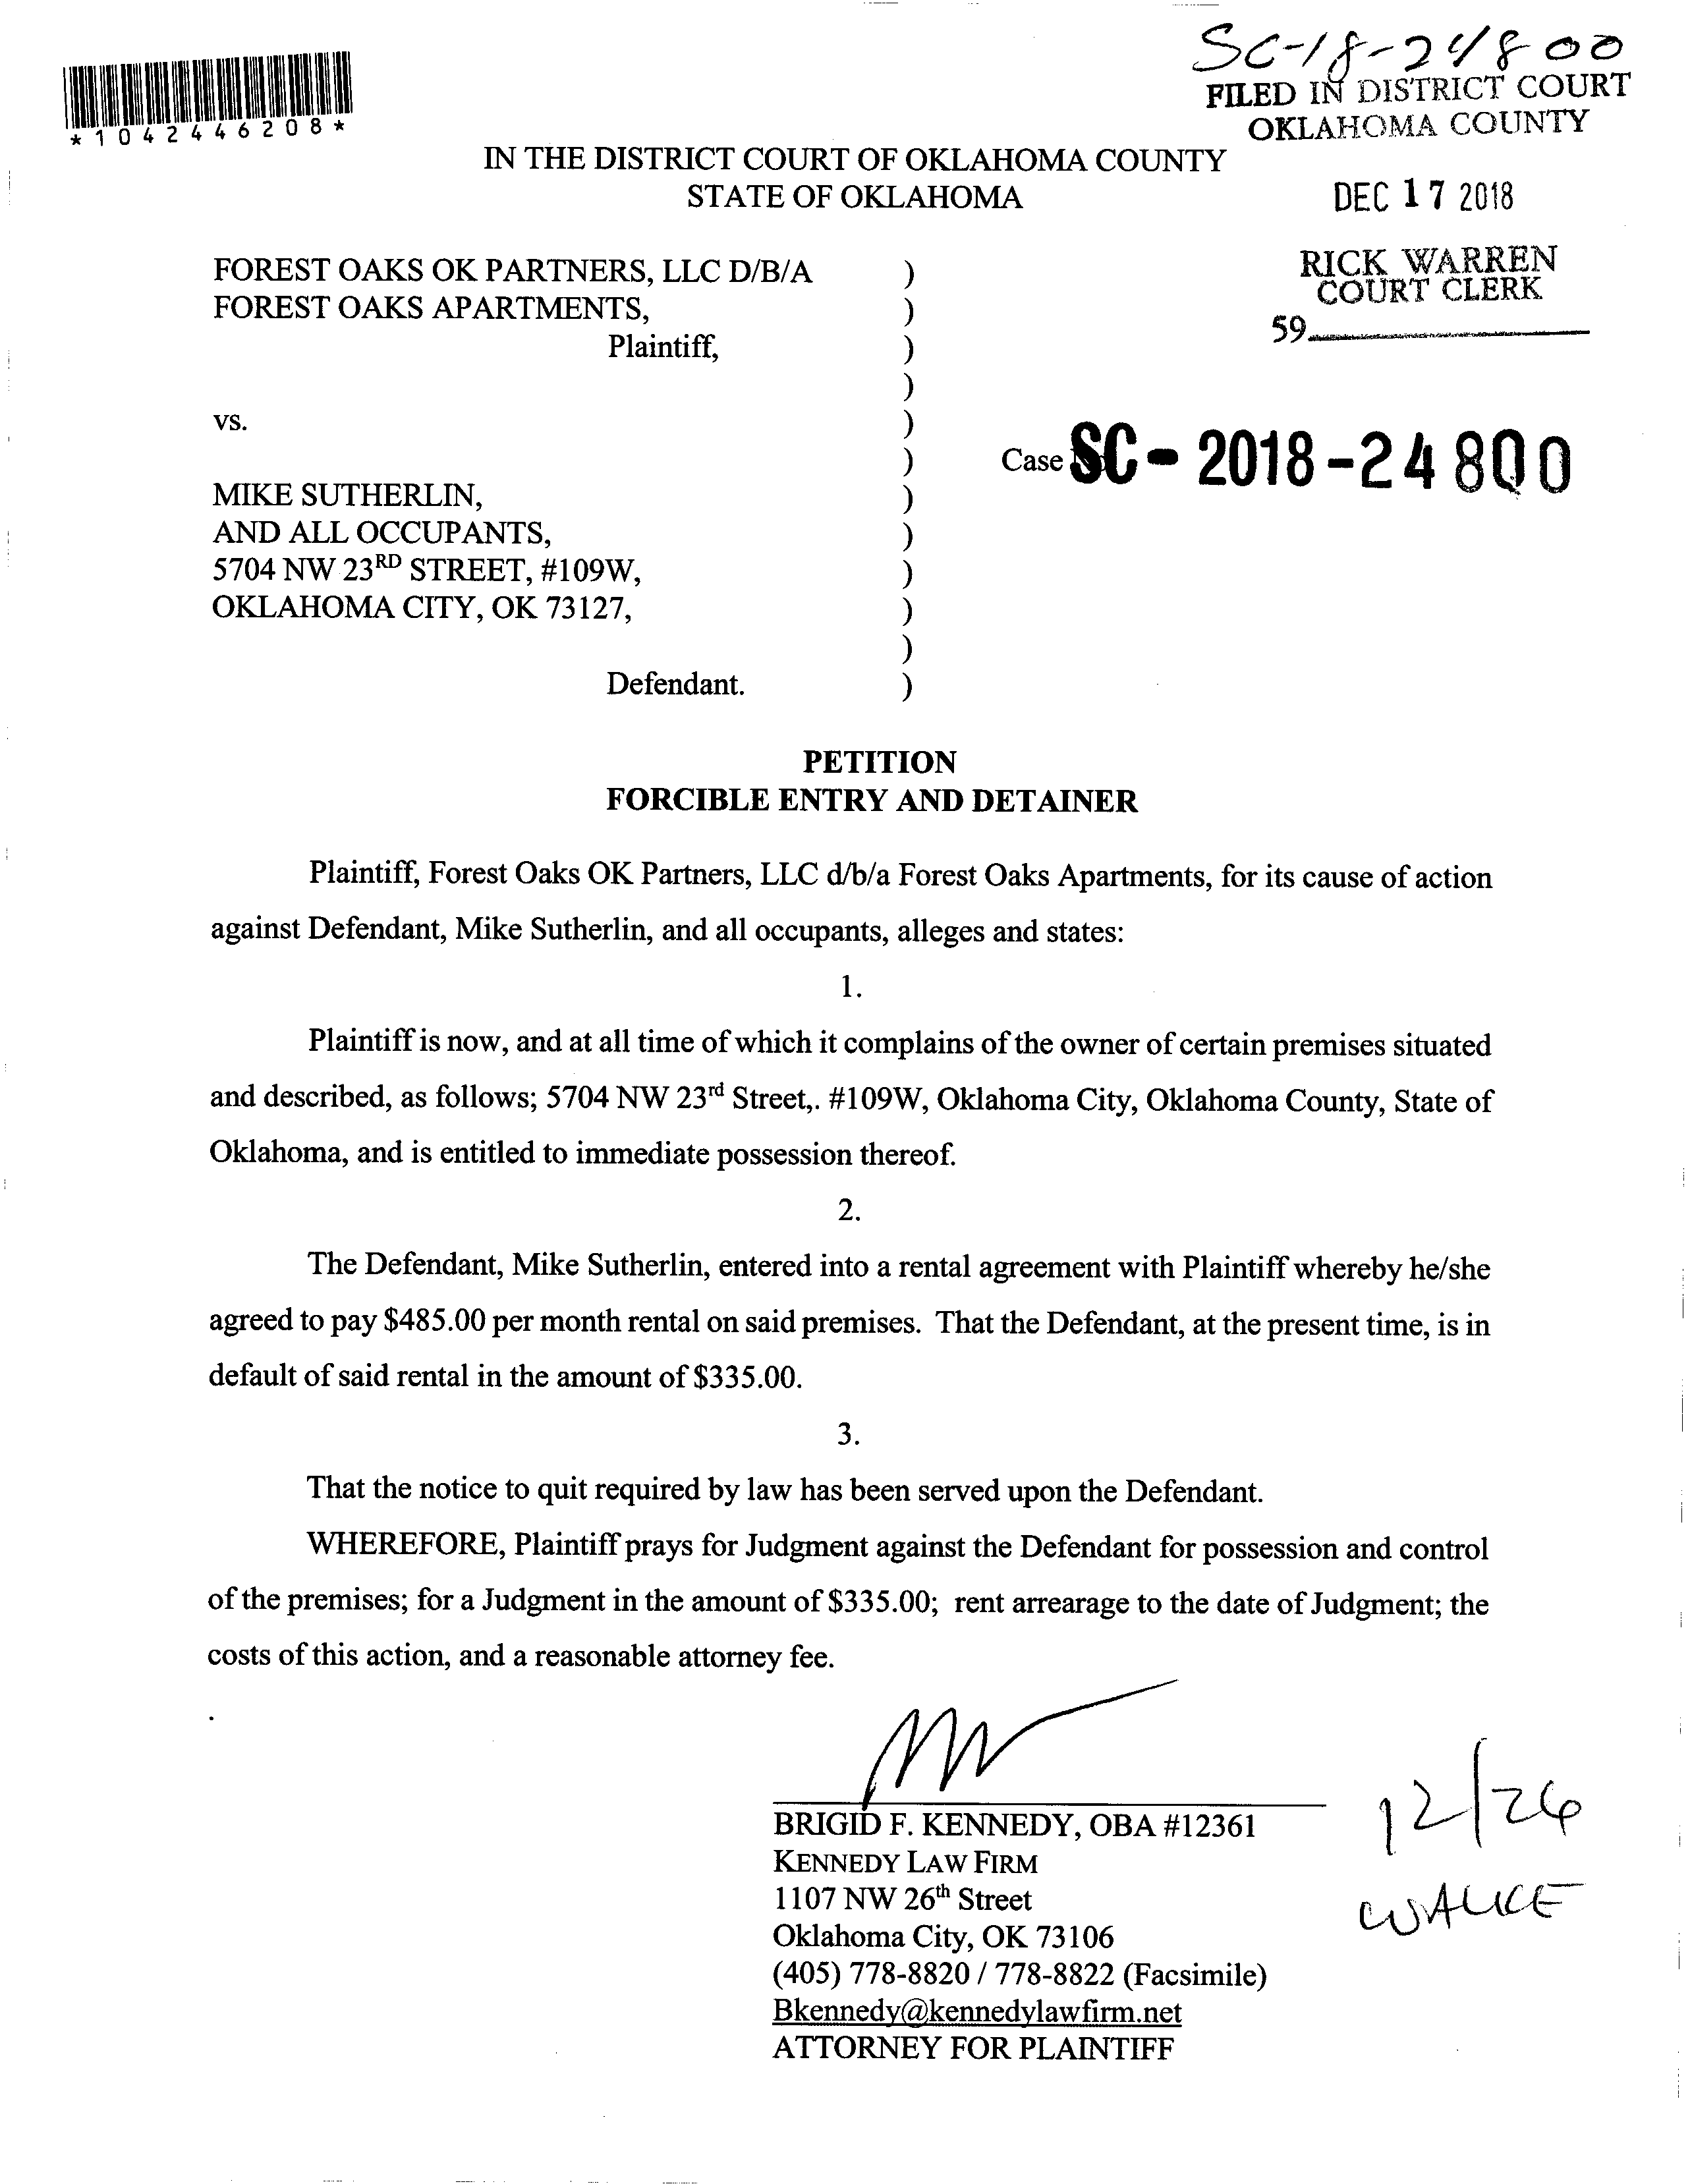 SC-18-24800
FILED IN DISTRICT COURT
OKLAHOMA COUNTY
*1042446208*
IN THE DISTRICT COURT OF OKLAHOMA COUNTY
STATE OF OKLAHOMA
DEC 17 2018
FOREST OAKS OK PARTNERS, LLC D/B/A )
FOREST OAKS APARTMENTS, )
Plaintiff, )
)
RICK WARREN
COURT CLERK
59
vs. )
)
Case SC-2018-24800
MIKE SUTHERLIN, )
AND ALL OCCUPANTS, )
5704 NW 23RD STREET, #109W, )
OKLAHOMA CITY, OK 73127, )
)
Defendant. )
PETITION
FORCIBLE ENTRY AND DETAINER
Plaintiff, Forest Oaks OK Partners, LLC d/b/a Forest Oaks Apartments, for its cause of action
against Defendant, Mike Sutherlin, and all occupants, alleges and states:
1.
Plaintiff is now, and at all time of which it complains of the owner of certain premises situated
and described, as follows; 5704 NW 23rd Street,. #109W, Oklahoma City, Oklahoma County, State of
Oklahoma, and is entitled to immediate possession thereof.
2.
The Defendant, Mike Sutherlin, entered into a rental agreement with Plaintiff whereby he/she
agreed to pay $485.00 per month rental on said premises. That the Defendant, at the present time, is in
default of said rental in the amount of $335.00.
3.
That the notice to quit required by law has been served upon the Defendant.
WHEREFORE, Plaintiff prays for Judgment against the Defendant for possession and control
of the premises; for a Judgment in the amount of $335.00; rent arrearage to the date of Judgment; the
costs of this action, and a reasonable attorney fee.
.
BRIGID F. KENNEDY, OBA #12361
KENNEDY LAW FIRM
1107 NW 26th Street
Oklahoma City, OK 73106
(405) 778-8820 / 778-8822 (Facsimile)
Bkennedy@kennedylawfirm.net
ATTORNEY FOR PLAINTIFF
12/26